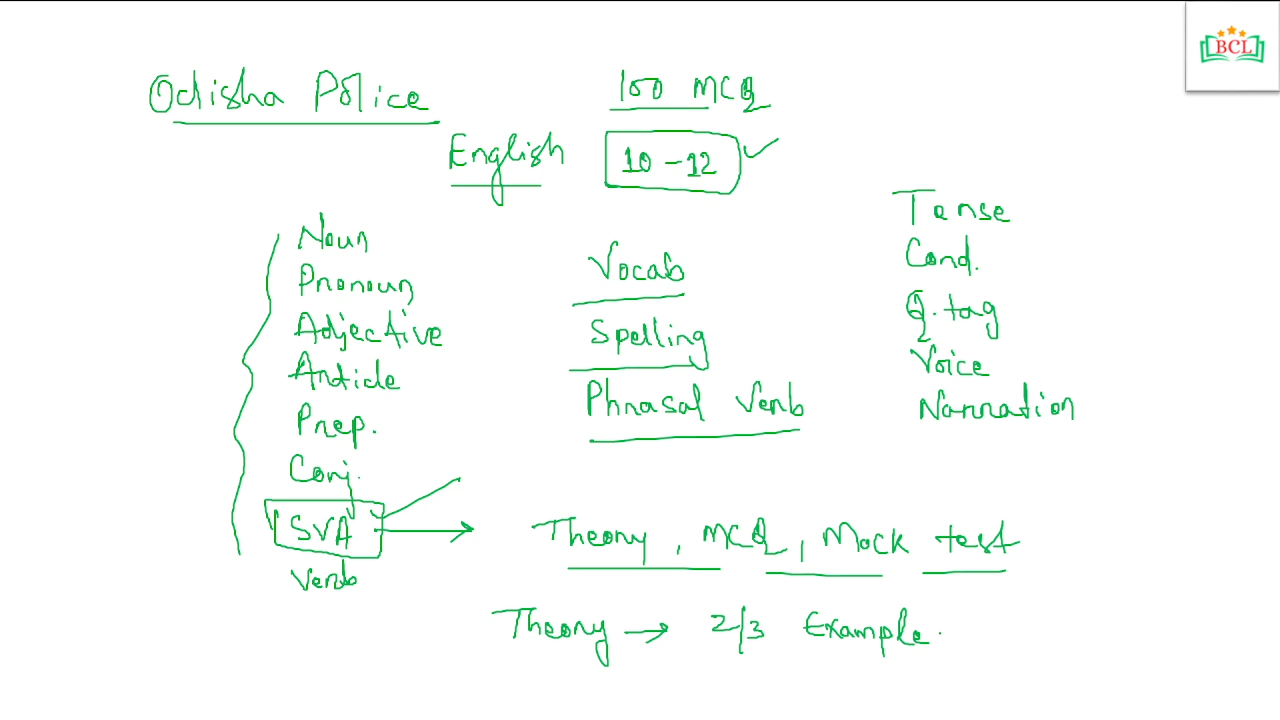 BCL
Odisha Police
100 MCQ
English
10-12
Noun
Pronoun
Adjective
Article
Prep.
Conj.
SVA
Verb
Vocab
Spelling
Phrasal Verb
Tense
Cond.
Q. tag
Voice
Narration
Theory, MCQ, Mock test
Theory → 2/3 Example.